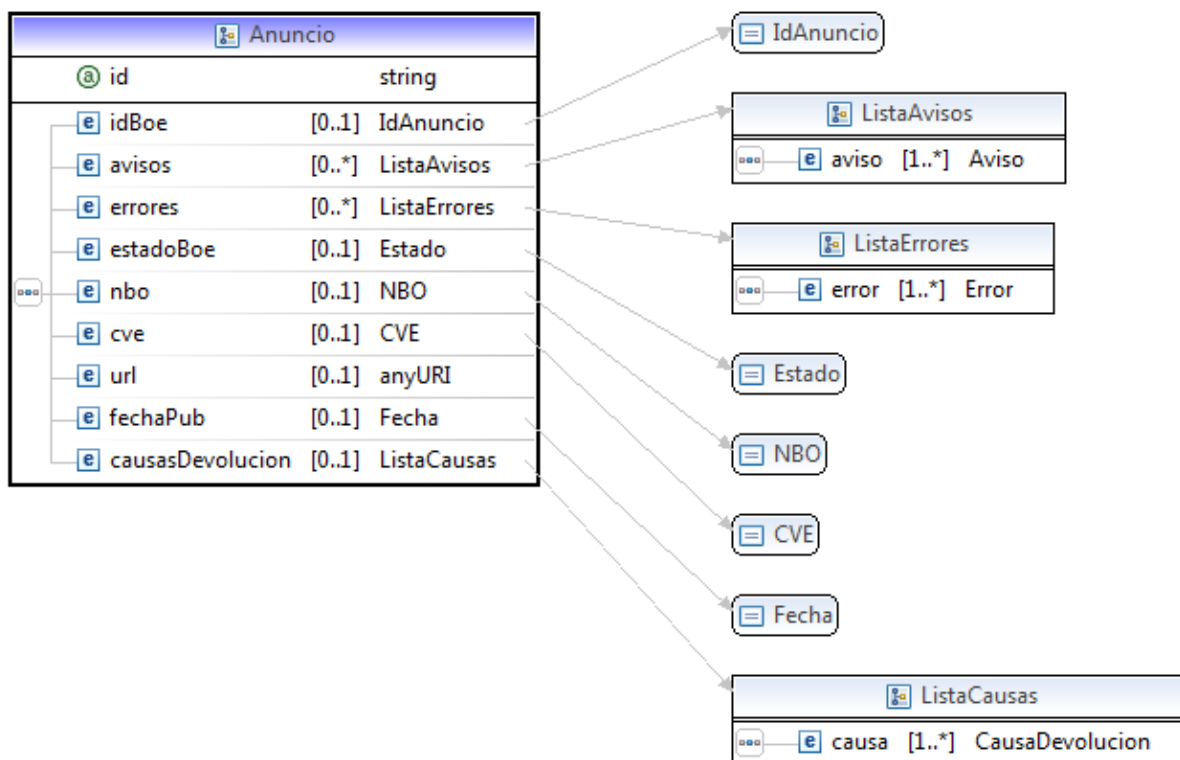 Anuncio
id string
idBoe [0..1] IdAnuncio
avisos [0..*] ListaAvisos
errores [0..*] ListaErrores
estadoBoe [0..1] Estado
nbo [0..1] NBO
cve [0..1] CVE
url [0..1] anyURI
fechaPub [0..1] Fecha
causasDevolucion [0..1] ListaCausas
IdAnuncio
ListaAvisos
aviso [1..*] Aviso
ListaErrores
error [1..*] Error
Estado
NBO
CVE
Fecha
ListaCausas
causa [1..*] CausaDevolucion